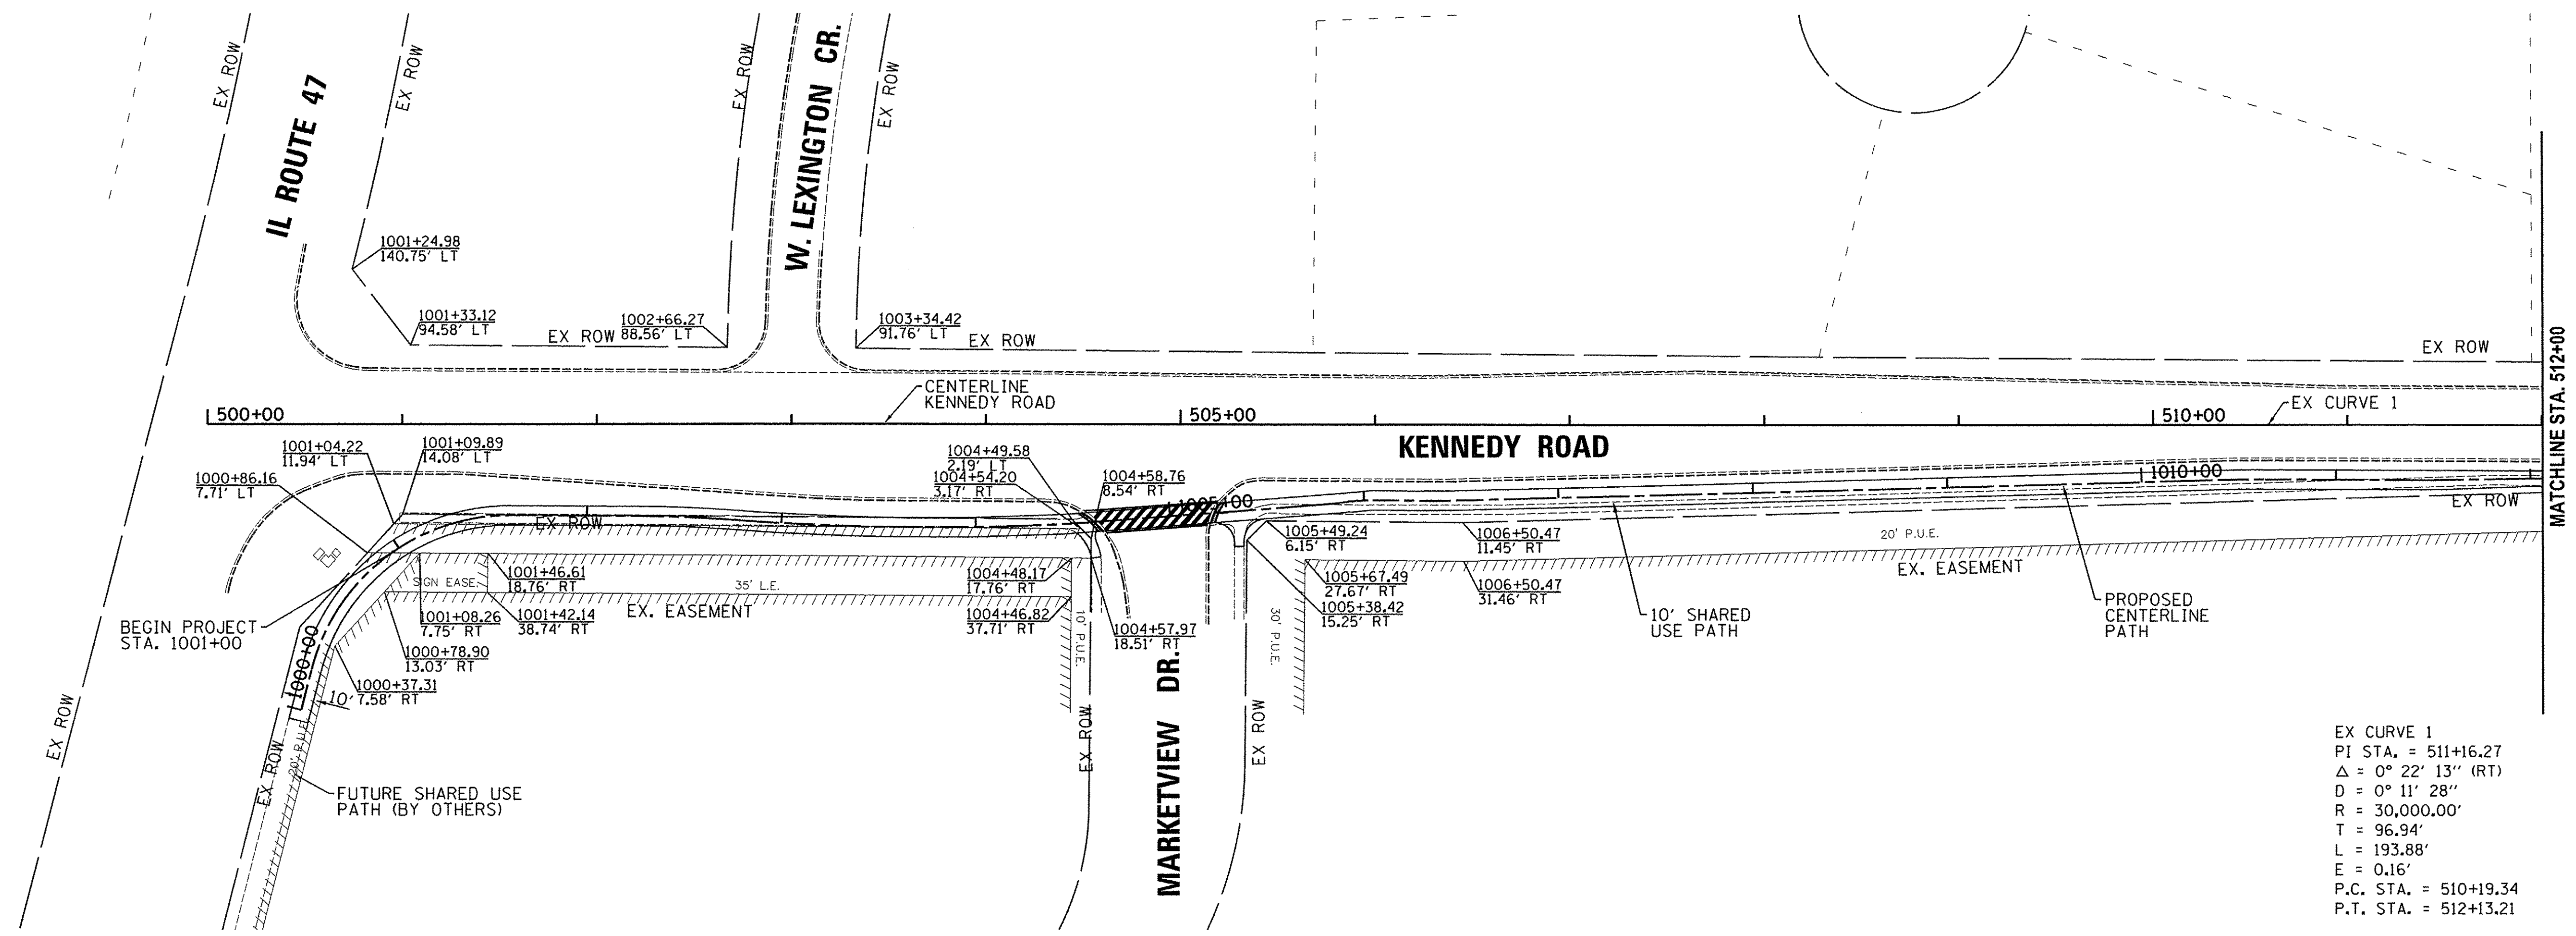 EX ROW
IL ROUTE 47
EX ROW
EX ROW
W. LEXINGTON CR.
EX ROW
1001+24.98
140.75' LT
1001+33.12
94.58' LT
EX ROW
1002+66.27
88.56' LT
1003+34.42
91.76' LT
EX ROW
EX ROW
MATCHLINE STA. 512+00
CENTERLINE
KENNEDY ROAD
500+00
505+00
510+00
EX CURVE 1
KENNEDY ROAD
1001+04.22
11.94' LT
1001+09.89
14.08' LT
1000+86.16
7.71' LT
1004+49.58
2.19' LT
1004+54.20
3.17' RT
1004+58.76
8.54' RT
1005+00
1010+00
EX ROW
EX ROW
1005+49.24
6.15' RT
1006+50.47
11.45' RT
20' P.U.E.
EX. EASEMENT
SIGN EASE.
1001+46.61
18.76' RT
35' L.E.
1004+48.17
17.76' RT
1005+67.49
27.67' RT
1006+50.47
31.46' RT
1001+08.26
7.75' RT
1001+42.14
38.74' RT
EX. EASEMENT
1004+46.82
37.71' RT
1005+38.42
15.25' RT
10' P.U.E.
30' P.U.E.
1004+57.97
18.51' RT
BEGIN PROJECT
STA. 1001+00
1000+78.90
13.03' RT
1000+37.31
7.58' RT
1000+00
10'
10' SHARED
USE PATH
PROPOSED
CENTERLINE
PATH
EX ROW
EX ROW
20' P.U.E.
FUTURE SHARED USE
PATH (BY OTHERS)
EX ROW
MARKETVIEW DR.
EX ROW
EX CURVE 1
PI STA. = 511+16.27
Δ = 0° 22' 13'' (RT)
D = 0° 11' 28''
R = 30,000.00'
T = 96.94'
L = 193.88'
E = 0.16'
P.C. STA. = 510+19.34
P.T. STA. = 512+13.21